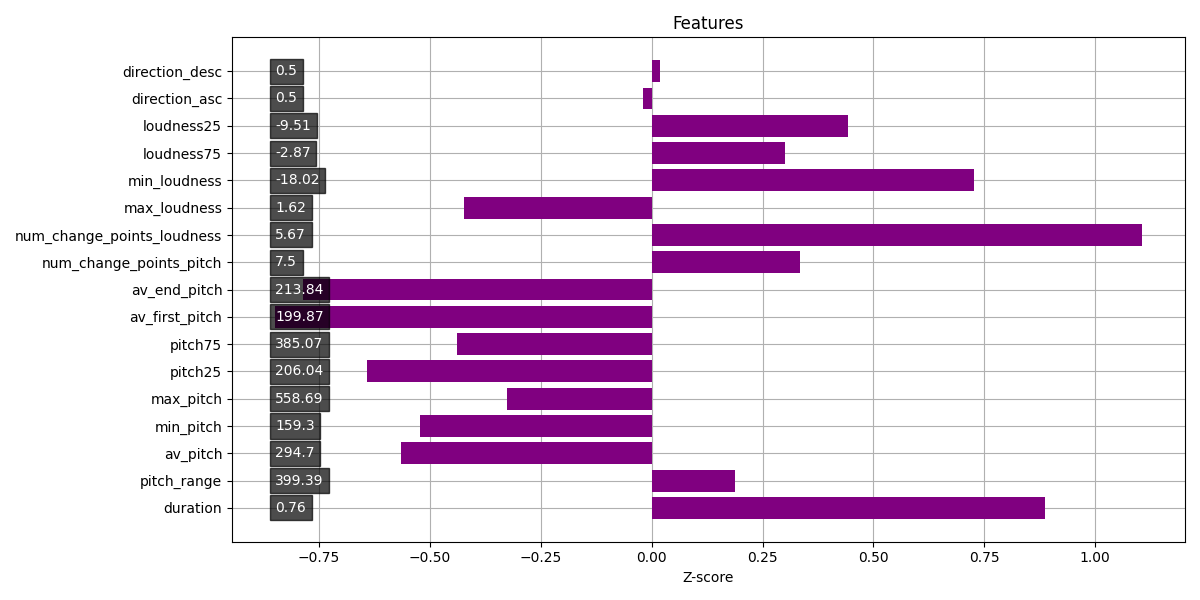 Features
direction_desc 0.5
direction_asc 0.5
loudness25 -9.51
loudness75 -2.87
min_loudness -18.02
max_loudness 1.62
num_change_points_loudness 5.67
num_change_points_pitch 7.5
av_end_pitch 213.84
av_first_pitch 199.87
pitch75 385.07
pitch25 206.04
max_pitch 558.69
min_pitch 159.3
av_pitch 294.7
pitch_range 399.39
duration 0.76
−0.75 −0.50 −0.25 0.00 0.25 0.50 0.75 1.00
Z-score